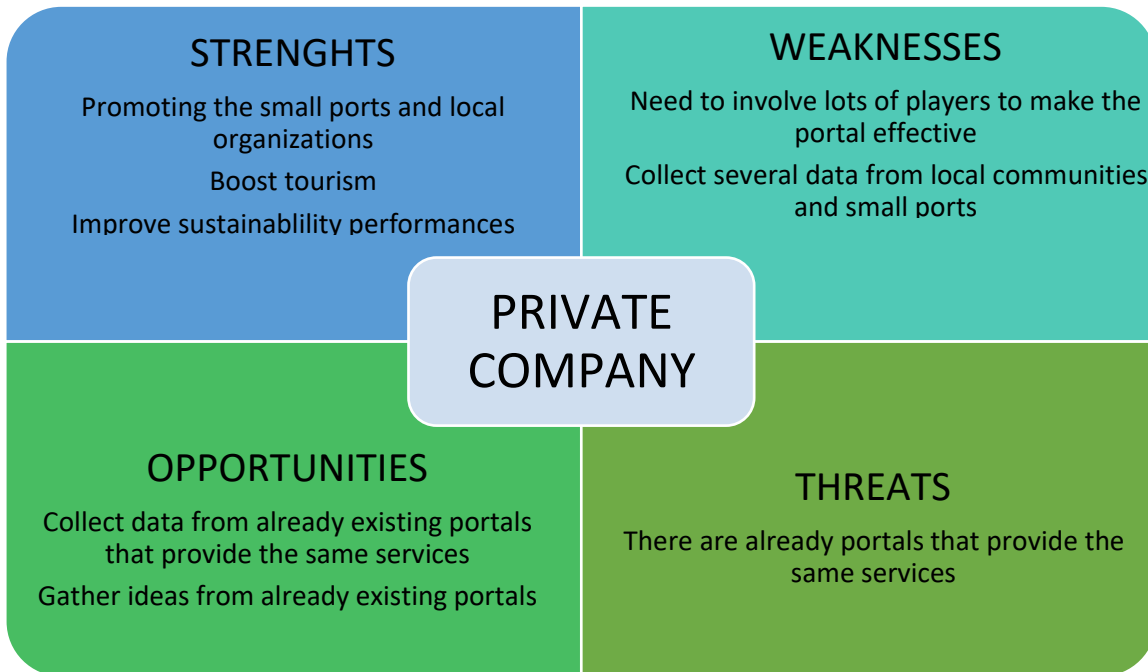 STRENGHTS
Promoting the small ports and local
organizations
Boost tourism
Improve sustainablility performances
WEAKNESSES
Need to involve lots of players to make the
portal effective
Collect several data from local communities
and small ports
PRIVATE
COMPANY
OPPORTUNITIES
Collect data from already existing portals
that provide the same services
Gather ideas from already existing portals
THREATS
There are already portals that provide the
same services